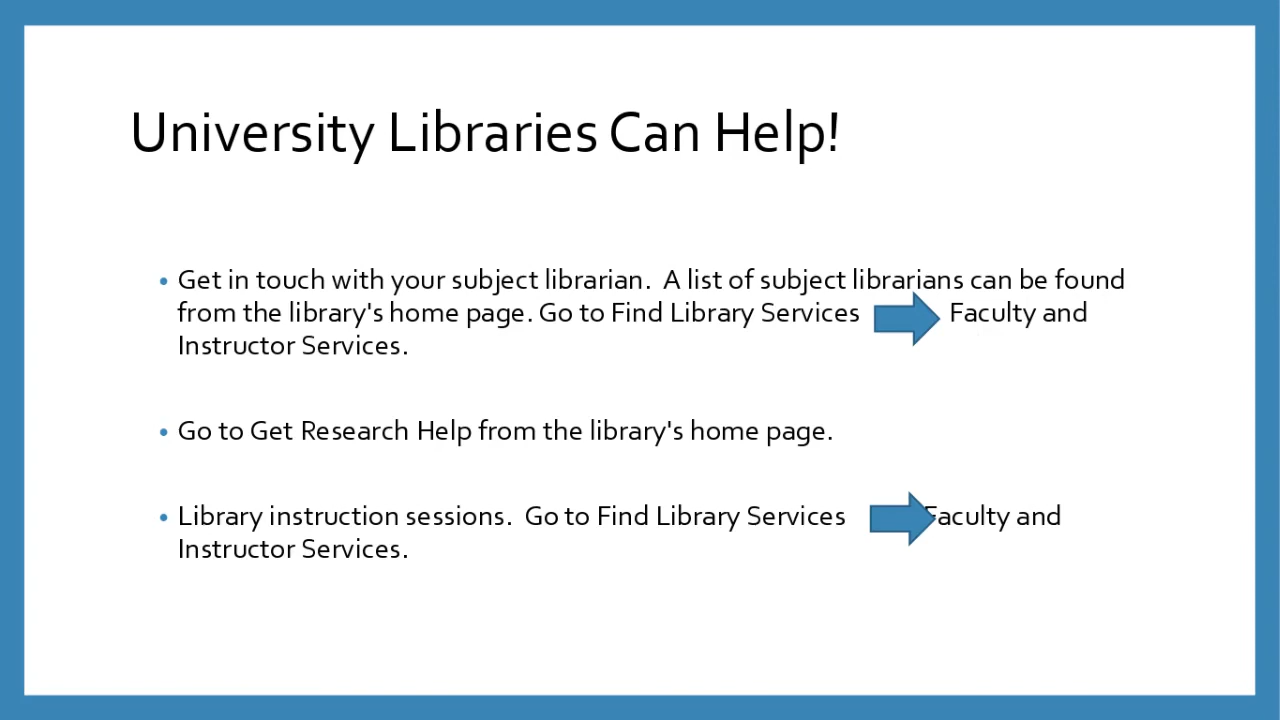 University Libraries Can Help!
• Get in touch with your subject librarian.  A list of subject librarians can be found
from the library's home page. Go to Find Library Services Faculty and
Instructor Services.
• Go to Get Research Help from the library's home page.
• Library instruction sessions.  Go to Find Library Services Faculty and
Instructor Services.